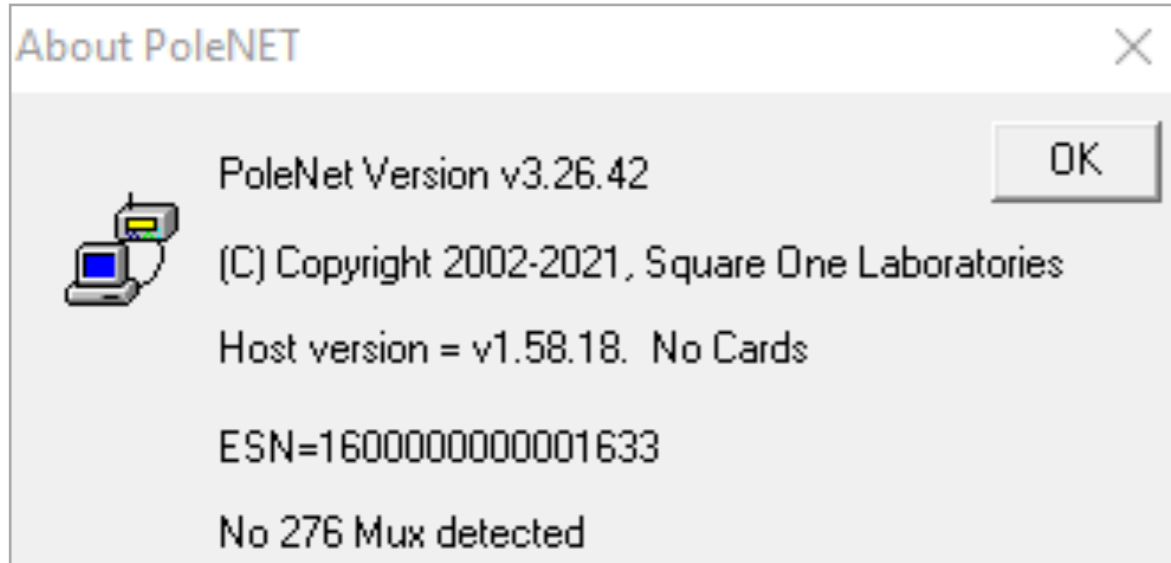 About PoleNET
OK
PoleNet Version v3.26.42
(C) Copyright 2002-2021, Square One Laboratories
Host version = v1.58.18.  No Cards
ESN=1600000000001633
No 276 Mux detected